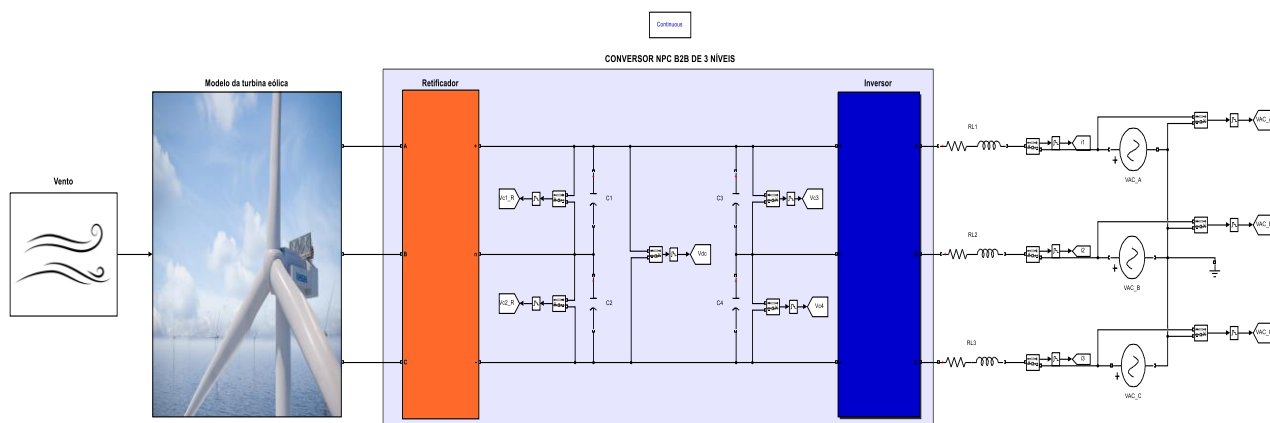 Continuous
CONVERSOR NPC B2B DE 3 NÍVEIS
Modelo da turbina eólica
Retificador
Inversor
Vento
A
B
C
+
n
-
Vc1_R
C1
C3
Vc3
Vdc
Vc2_R
C2
C4
Vc4
RL1
i1
VAC_A
RL2
i2
VAC_B
RL3
i3
VAC_C